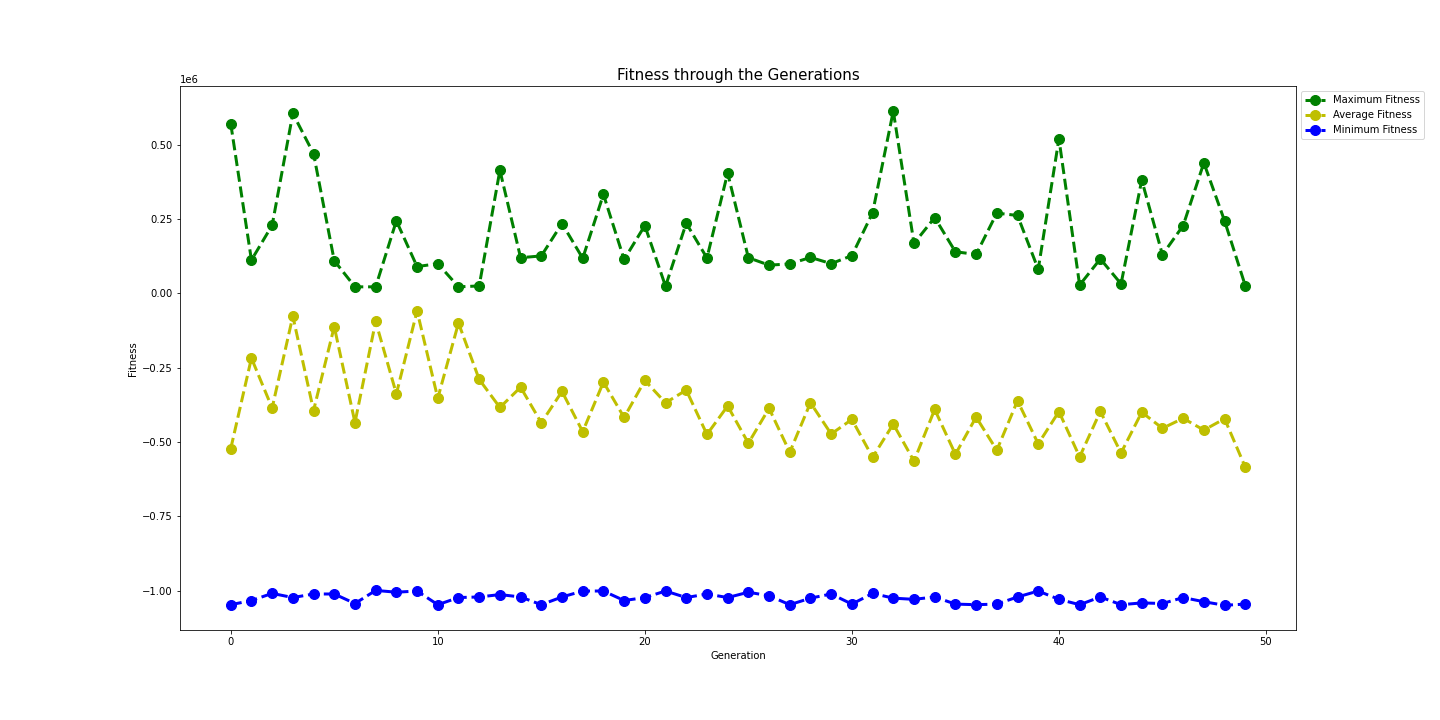 Fitness through the Generations
1e6
Maximum Fitness
Average Fitness
Minimum Fitness
0.50
0.25
0.00
−0.25
−0.50
−0.75
−1.00
Fitness
0 10 20 30 40 50
Generation